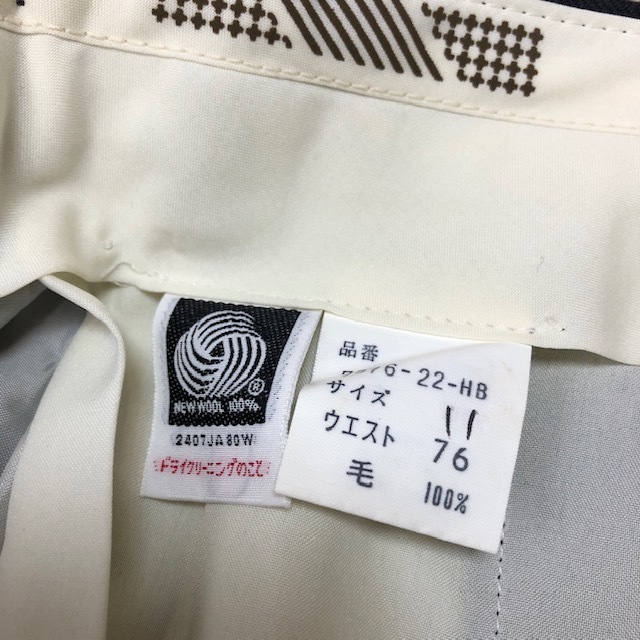 NEW WOOL 100%
2407JA80W
ドライクリーニングのこと
品番
76-22-HB
サイズ 11
ウエスト 76
毛 100%